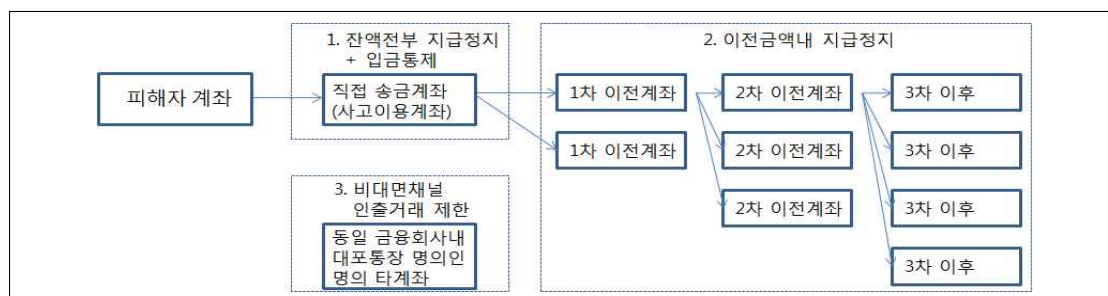 1. 잔액전부 지급정지
+ 입금통제
2. 이전금액내 지급정지
피해자 계좌
직접 송금계좌
(사고이용계좌)
1차 이전계좌
2차 이전계좌
3차 이후
1차 이전계좌
2차 이전계좌
3차 이후
3. 비대면채널
인출거래 제한
2차 이전계좌
3차 이후
동일 금융회사내
대포통장 명의인
명의 타계좌
3차 이후